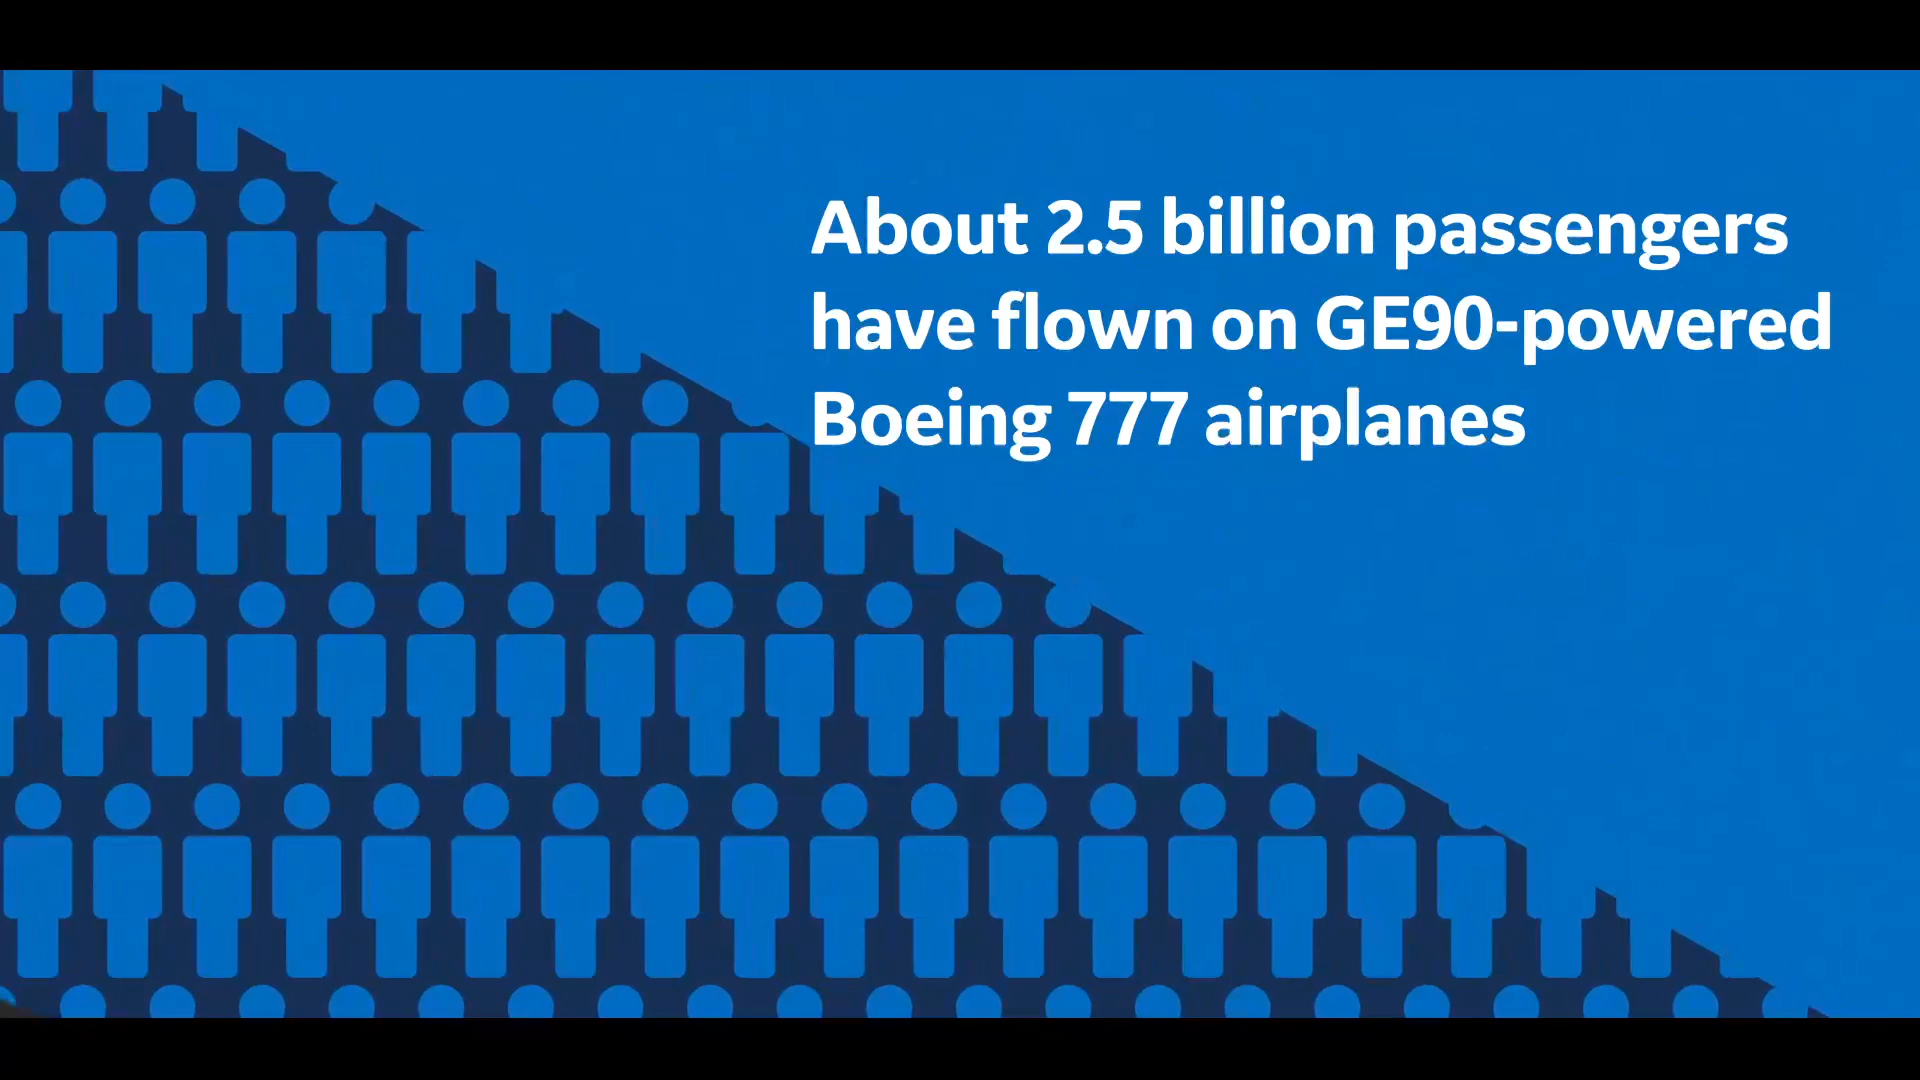 About 2.5 billion passengers
have flown on GE90-powered
Boeing 777 airplanes